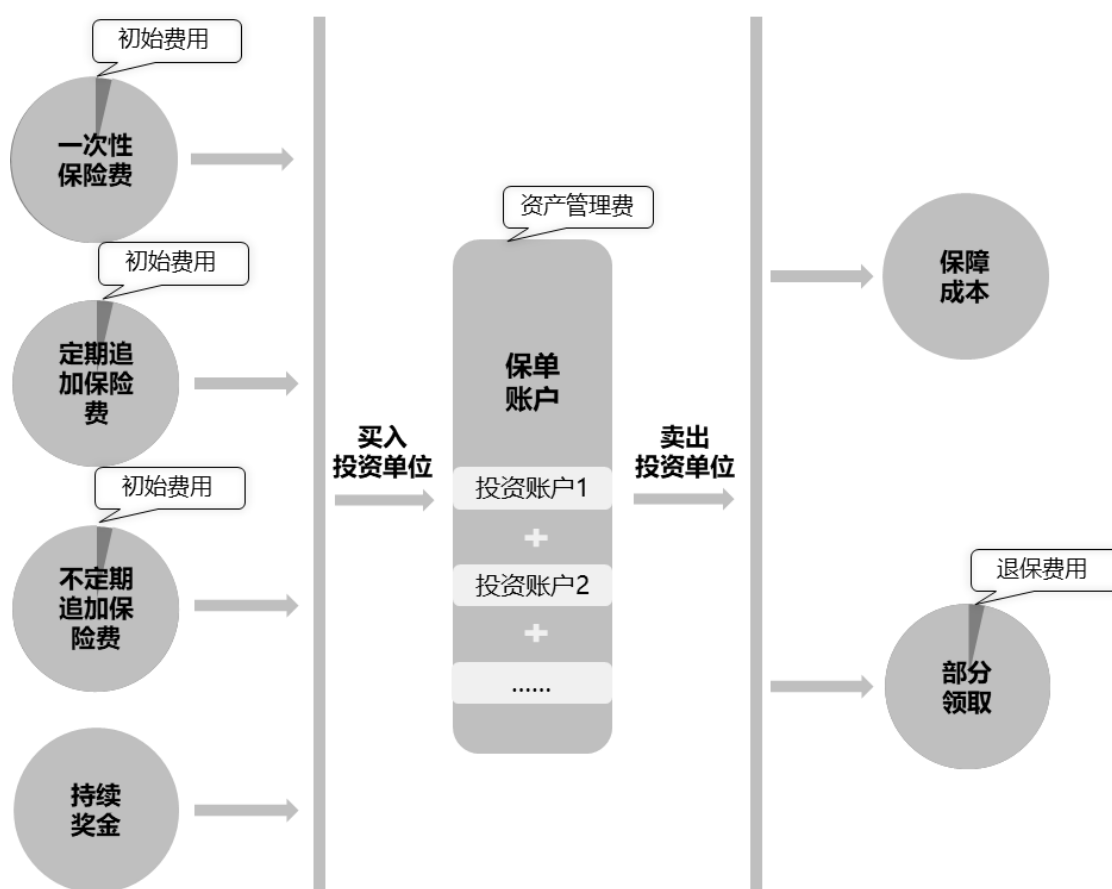 初始费用
一次性
保险费
初始费用
定期追
加保险
费
初始费用
不定期
追加保
险费
持续
奖金
买入
投资单位
资产管理费
保单
账户
投资账户1
+
投资账户2
+
......
卖出
投资单位
保障
成本
退保费用
部分
领取